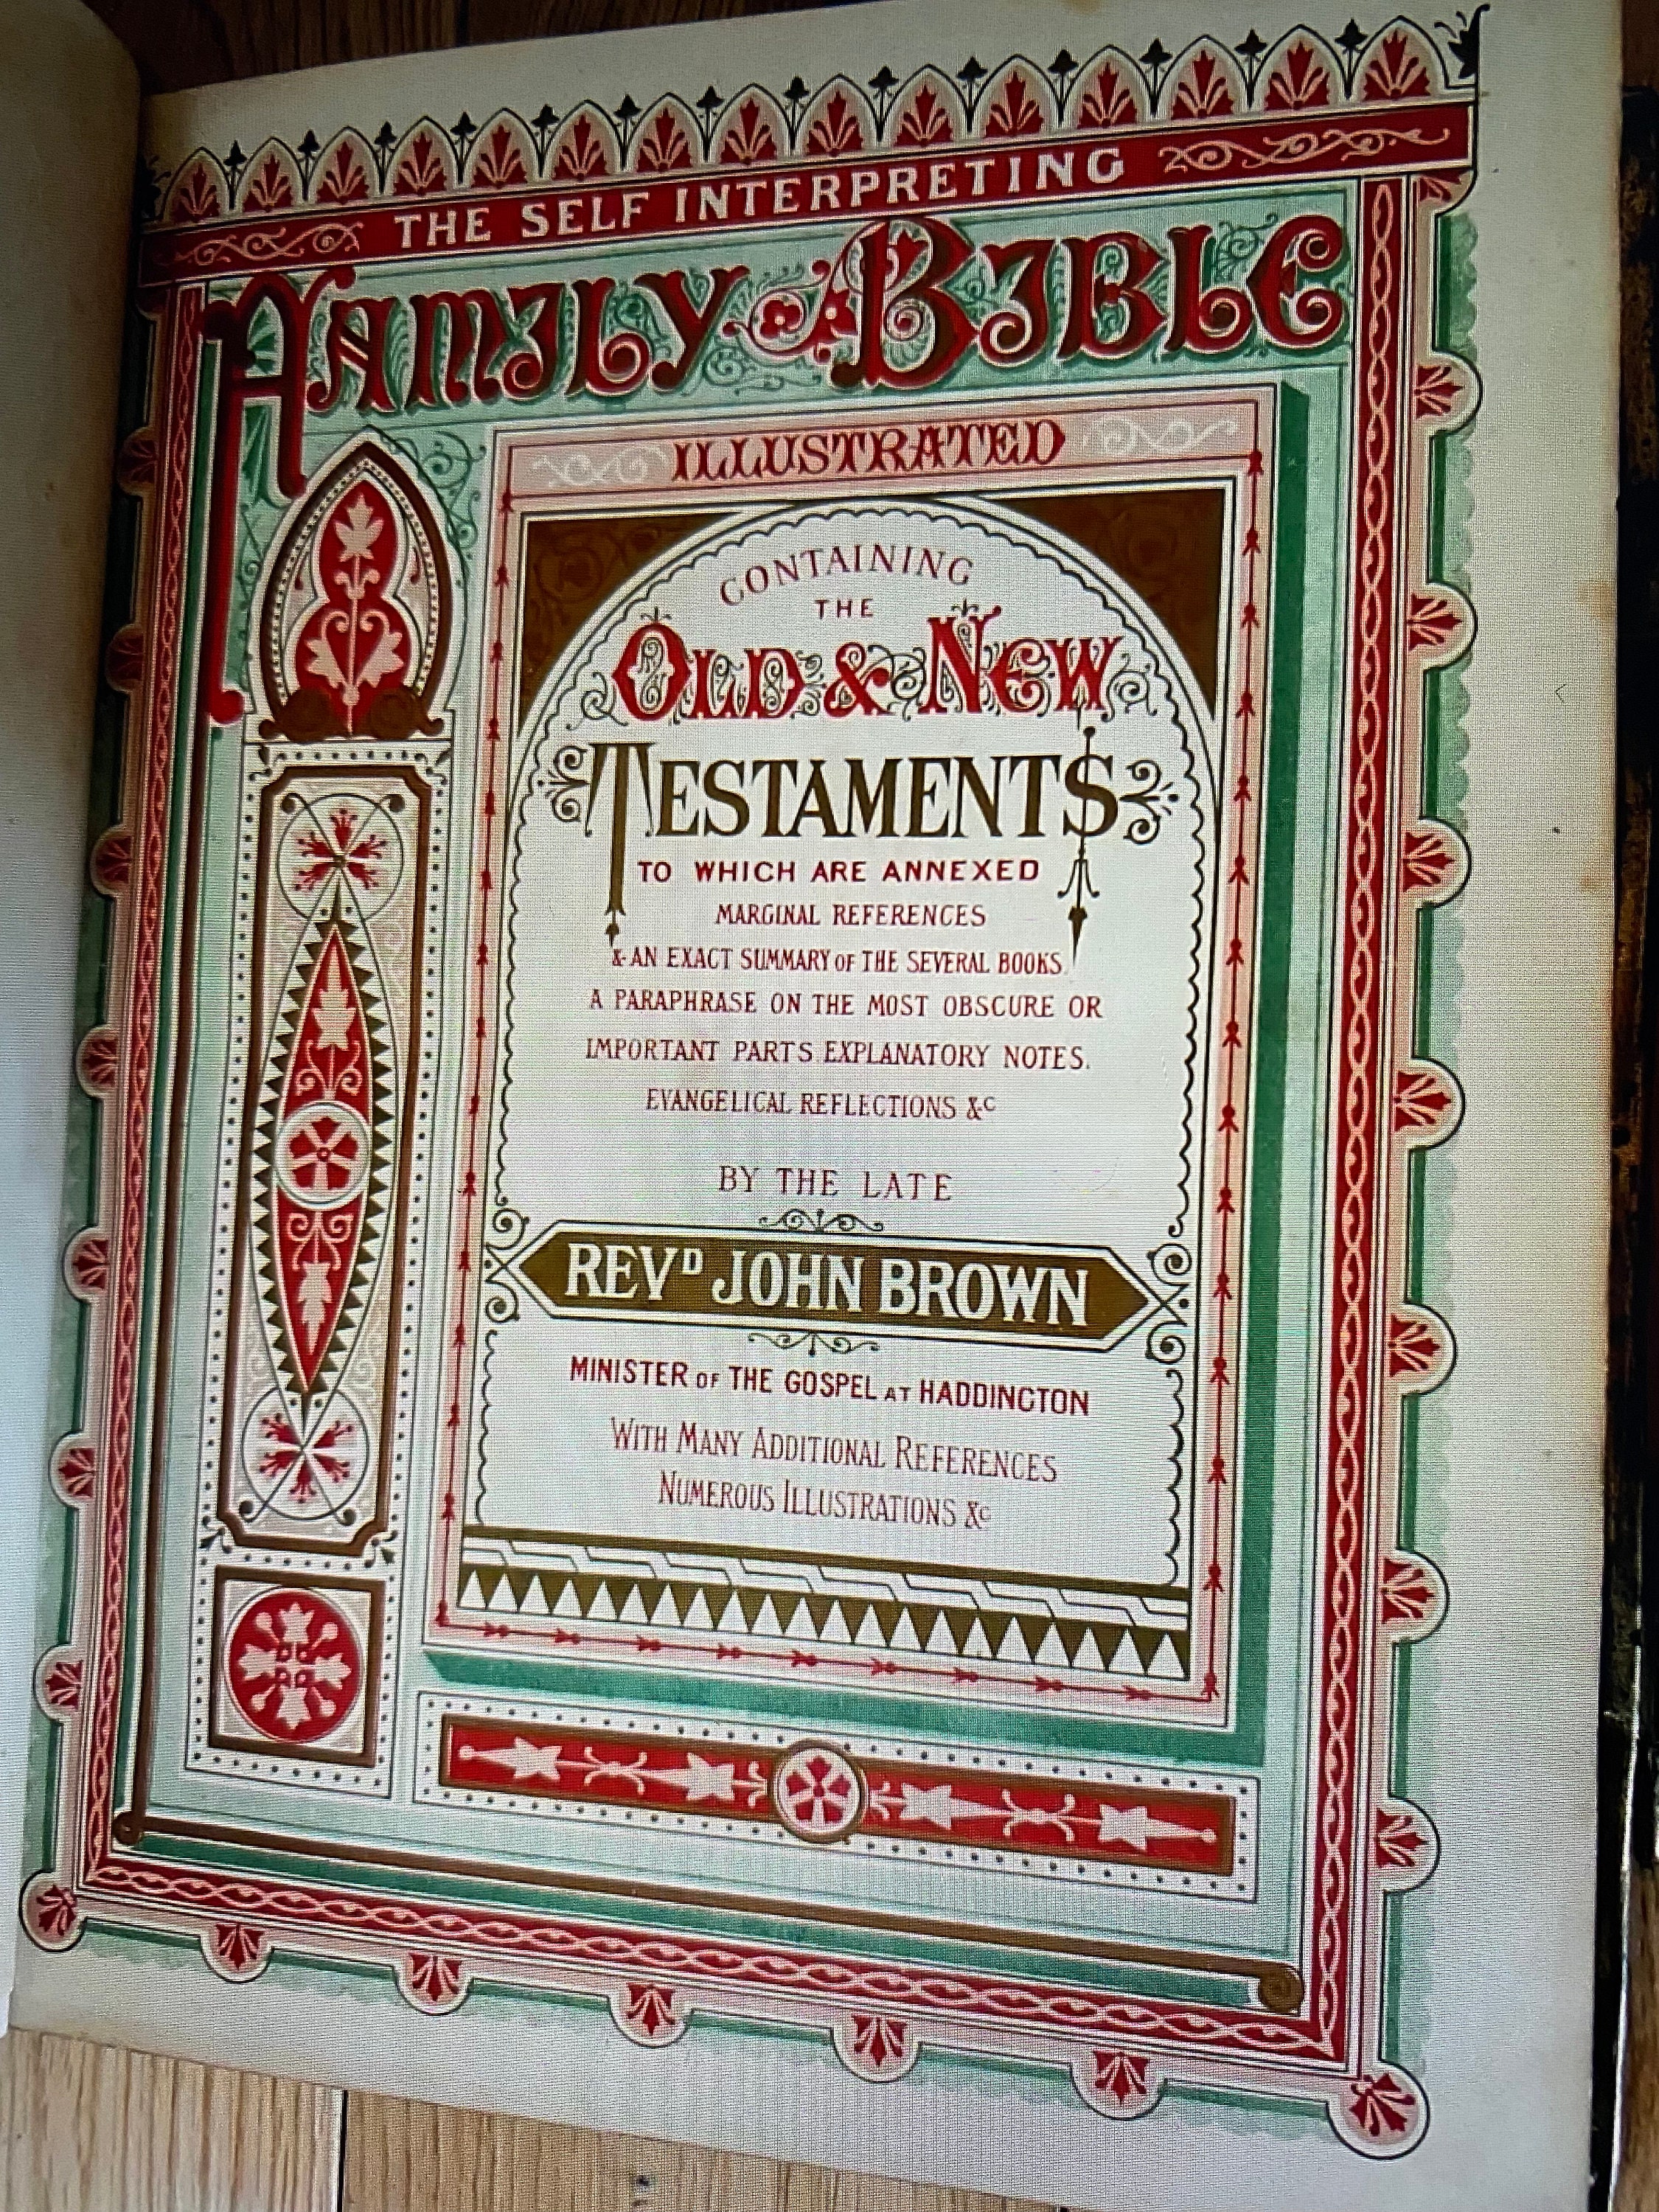 THE SELF INTERPRETING
FAMILY BIBLE
ILLUSTRATED
CONTAINING
THE
OLD & NEW
TESTAMENTS
TO WHICH ARE ANNEXED
MARGINAL REFERENCES
& AN EXACT SUMMARY OF THE SEVERAL BOOKS
A PARAPHRASE ON THE MOST OBSCURE OR
IMPORTANT PARTS EXPLANATORY NOTES.
EVANGELICAL REFLECTIONS &C
BY THE LATE
REVD JOHN BROWN
MINISTER OF THE GOSPEL AT HADDINGTON
WITH MANY ADDITIONAL REFERENCES
NUMEROUS ILLUSTRATIONS &C